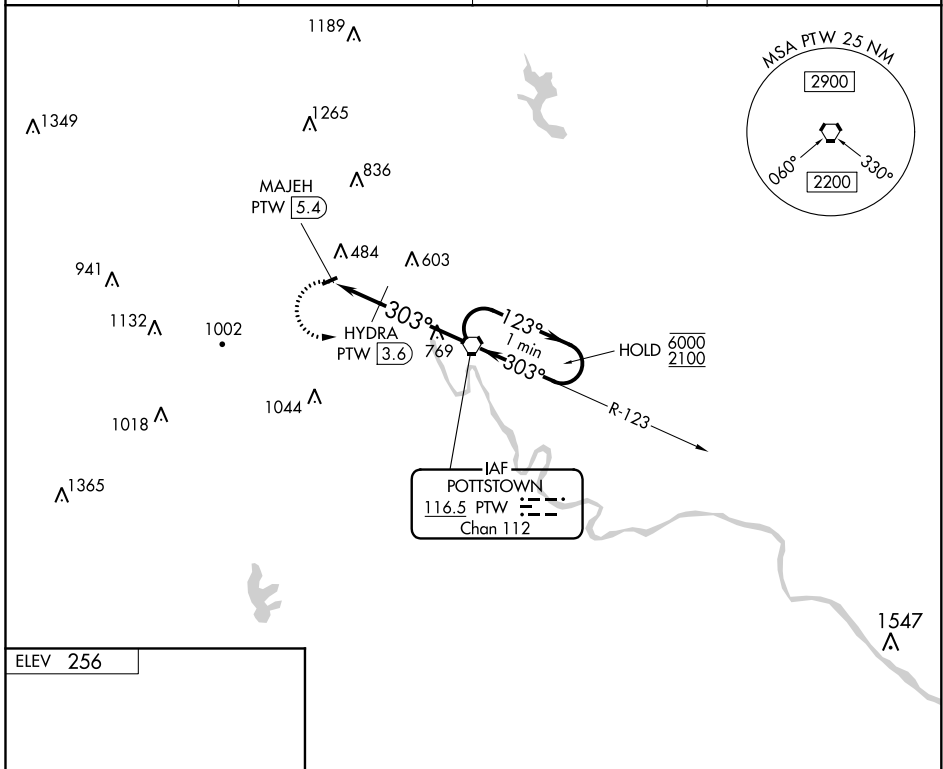 1189
MSA PTW 25 NM
2900
060°
330°
2200
1349
1265
836
MAJEH
PTW 5.4
484
603
941
1132
1002
303°
HYDRA
PTW 3.6
769
123°
1 min
303°
HOLD 6000
2100
R-123
1044
1018
1365
IAF
POTTSTOWN
116.5 PTW
Chan 112
1547
ELEV 256